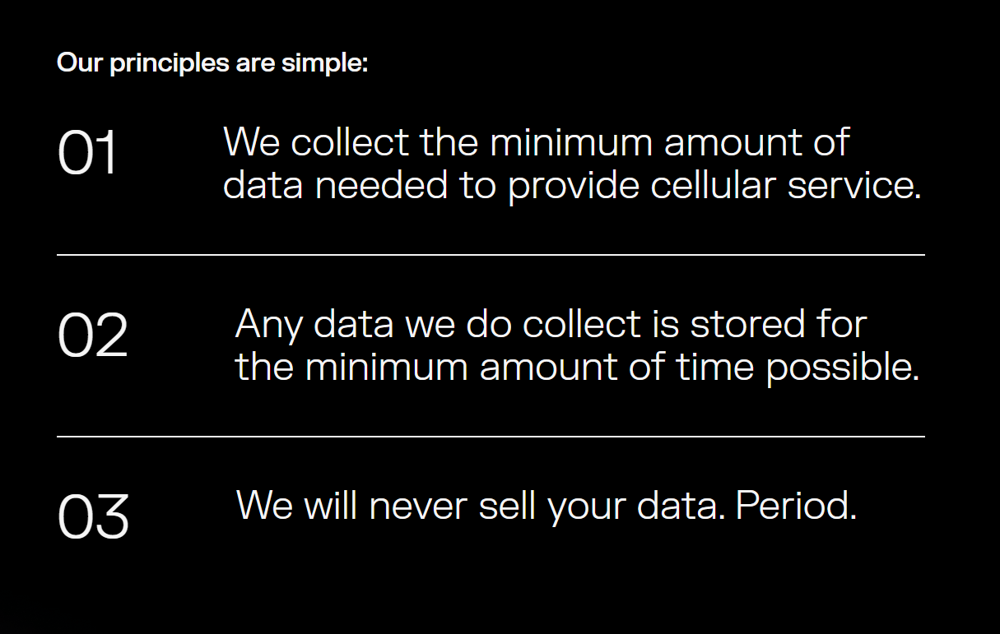 Our principles are simple:
01
We collect the minimum amount of
data needed to provide cellular service.
02
Any data we do collect is stored for
the minimum amount of time possible.
03
We will never sell your data. Period.